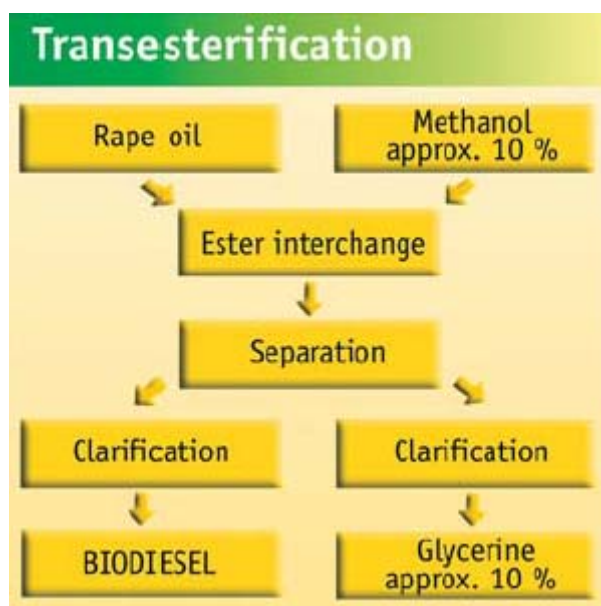 Transesterification
Rape oil
Methanol
approx. 10 %
Ester interchange
Separation
Clarification
Clarification
BIODIESEL
Glycerine
approx. 10 %